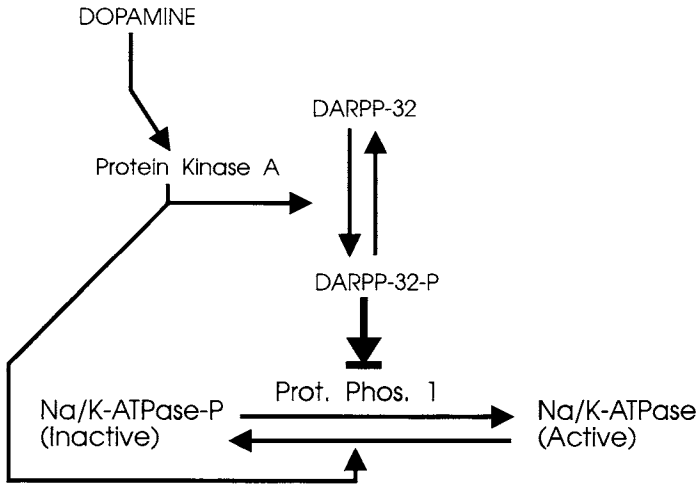 DOPAMINE
DARPP-32
Protein Kinase A
DARPP-32-P
Prot. Phos. 1
Na/K-ATPase-P
(Inactive)
Na/K-ATPase
(Active)